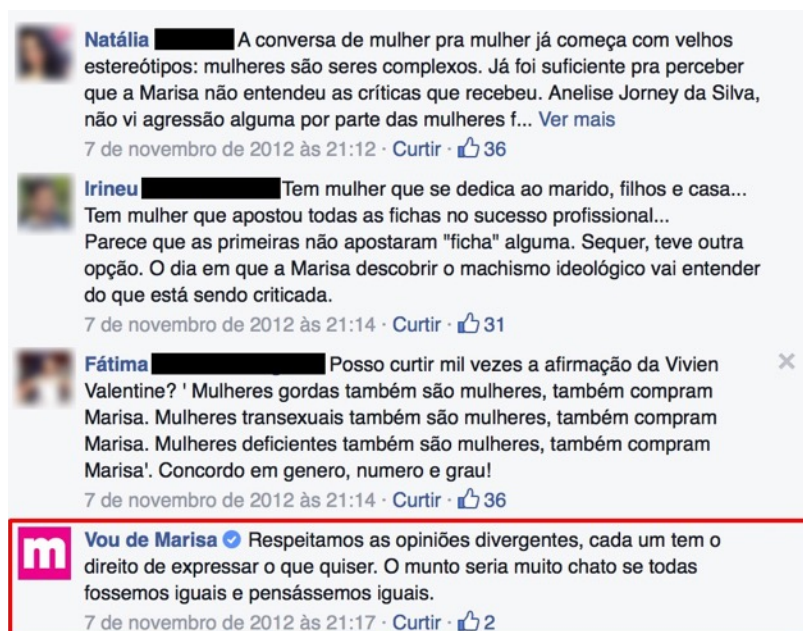 Natália A conversa de mulher pra mulher já começa com velhos
estereótipos: mulheres são seres complexos. Já foi suficiente pra perceber
que a Marisa não entendeu as críticas que recebeu. Anelise Jorney da Silva,
não vi agressão alguma por parte das mulheres f... Ver mais
7 de novembro de 2012 às 21:12 · Curtir · 36
Irineu Tem mulher que se dedica ao marido, filhos e casa...
Tem mulher que apostou todas as fichas no sucesso profissional...
Parece que as primeiras não apostaram "ficha" alguma. Sequer, teve outra
opção. O dia em que a Marisa descobrir o machismo ideológico vai entender
do que está sendo criticada.
7 de novembro de 2012 às 21:14 · Curtir · 31
Fátima Posso curtir mil vezes a afirmação da Vivien
Valentine? ' Mulheres gordas também são mulheres, também compram
Marisa. Mulheres transexuais também são mulheres, também compram
Marisa. Mulheres deficientes também são mulheres, também compram
Marisa'. Concordo em genero, numero e grau!
7 de novembro de 2012 às 21:14 · Curtir · 36
m
Vou de Marisa Respeitamos as opiniões divergentes, cada um tem o
direito de expressar o que quiser. O munto seria muito chato se todas
fossemos iguais e pensássemos iguais.
7 de novembro de 2012 às 21:17 · Curtir · 2